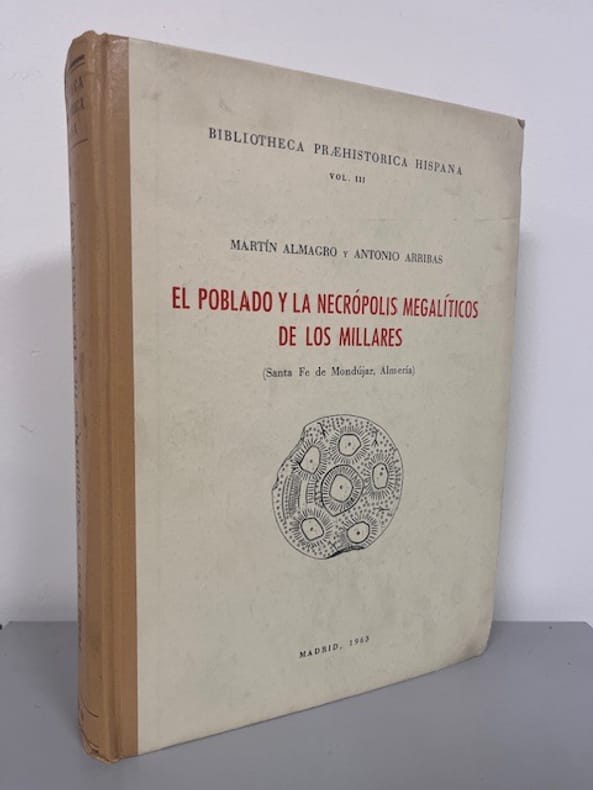 BIBLIOTHECA PRÆHISTORICA HISPANA
VOL. III
MARTÍN ALMAGRO Y ANTONIO ARRIBAS
EL POBLADO Y LA NECRÓPOLIS MEGALÍTICOS
DE LOS MILLARES
(Santa Fe de Mondújar, Almería)
MADRID, 1963